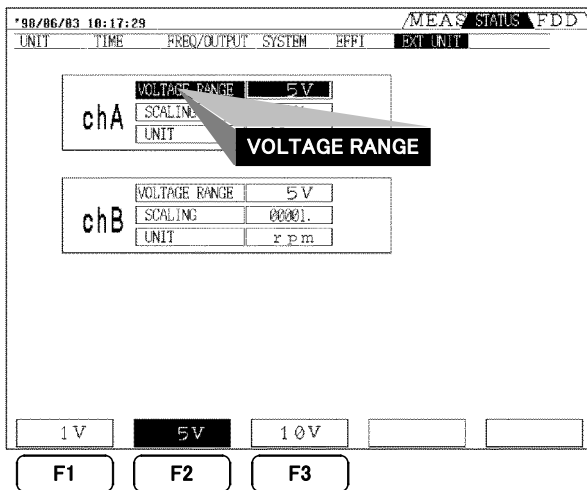 '98/06/03 10:17:29 MEAS STATUS FDD
UNIT TIME FREQ/OUTPUT SYSTEM EFFI EXT UNIT
chA
VOLTAGE RANGE 5V
SCALING
UNIT
VOLTAGE RANGE
chB
VOLTAGE RANGE 5V
SCALING 00001.
UNIT rpm
1V 5V 10V
F1 F2 F3